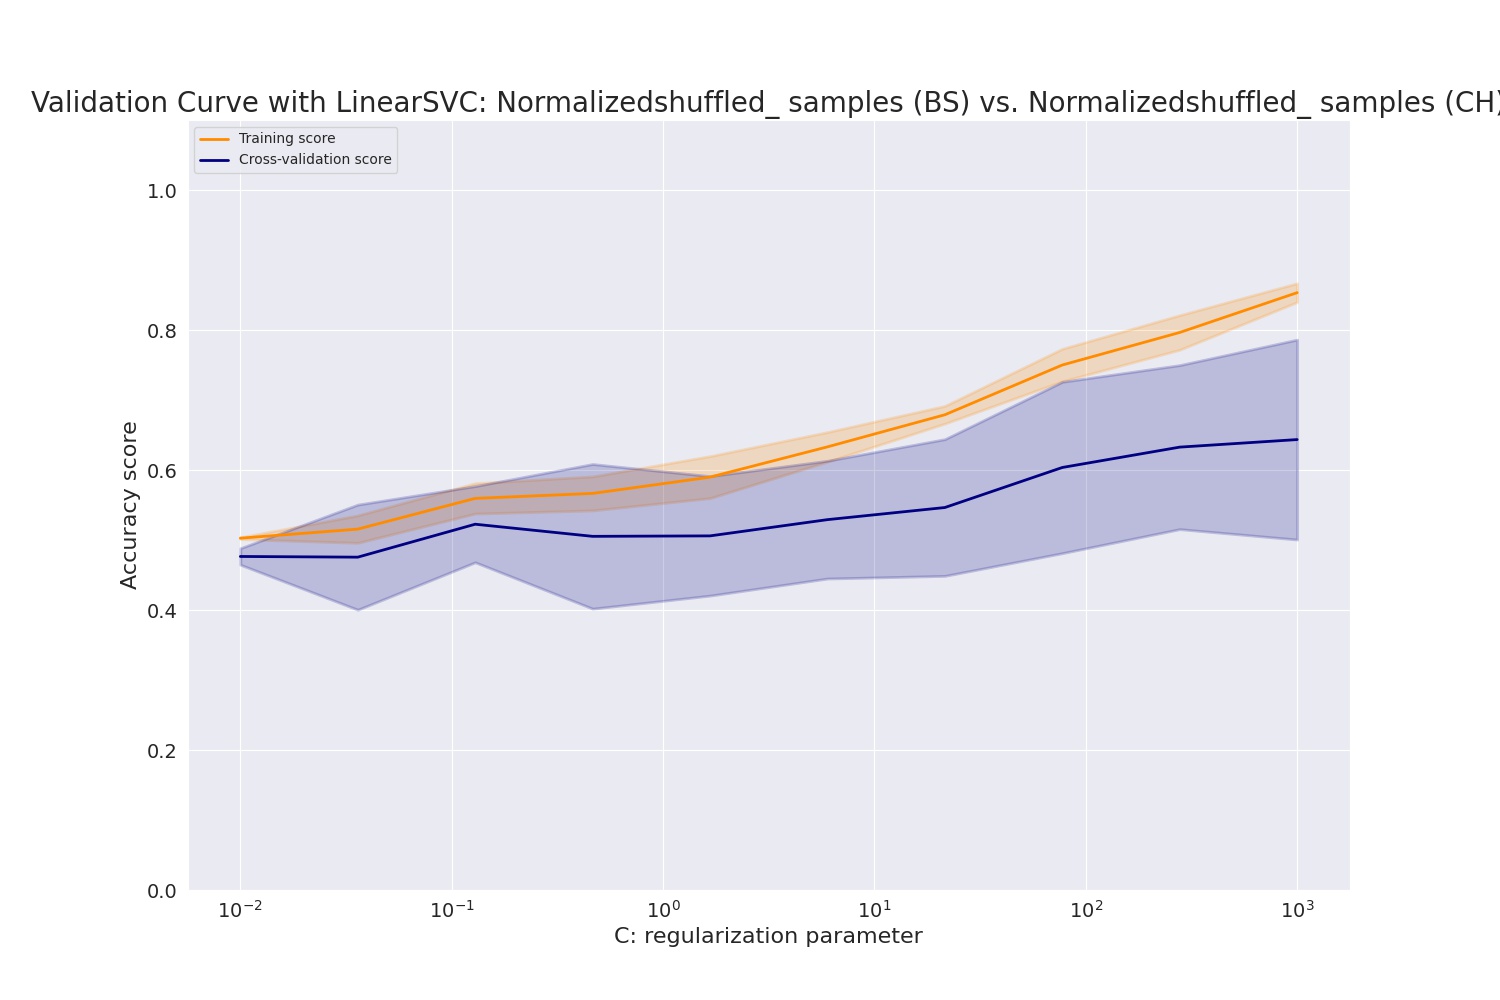 Validation Curve with LinearSVC: Normalizedshuffled_ samples (BS) vs. Normalizedshuffled_ samples (CH)
Training score
Cross-validation score
1.0
0.8
0.6
0.4
0.2
0.0
Accuracy score
10⁻² 10⁻¹ 10⁰ 10¹ 10² 10³
C: regularization parameter